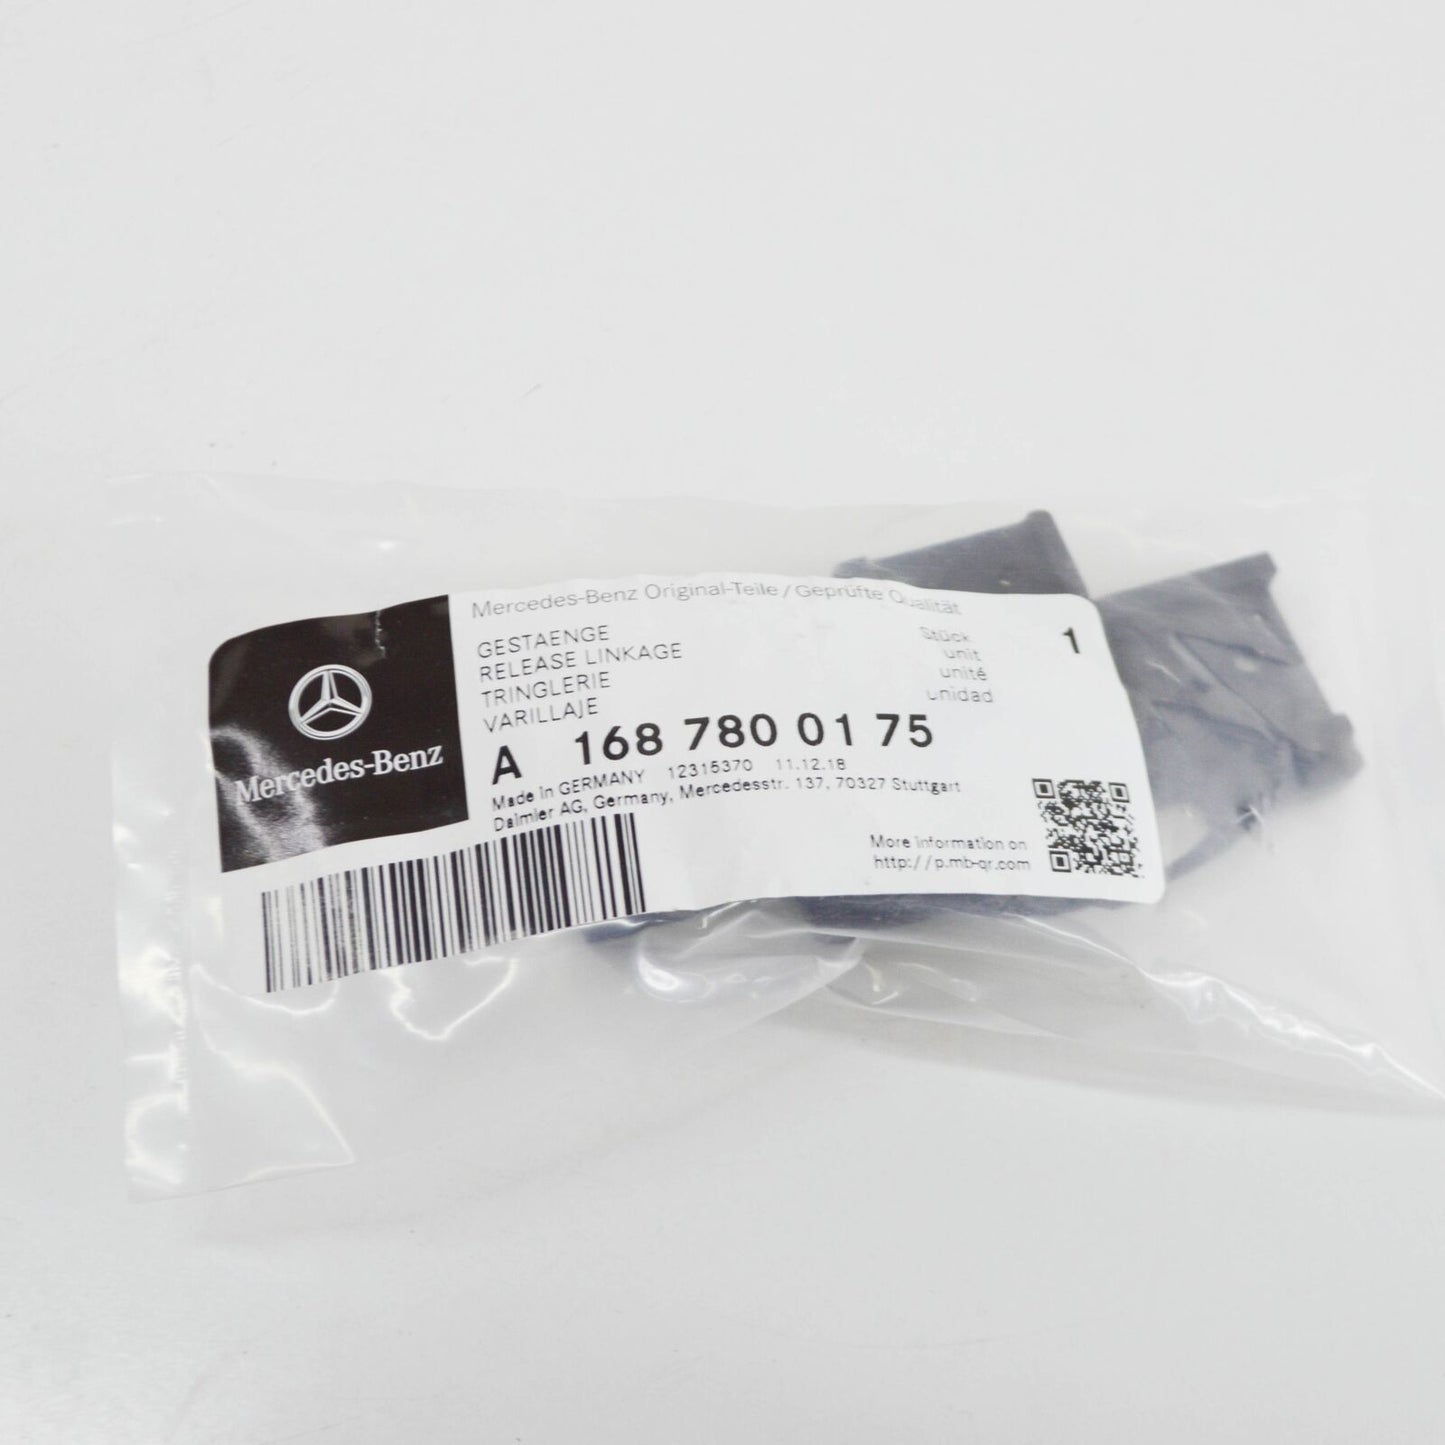 Mercedes-Benz
Mercedes-Benz Original-Teile / Geprüfte Qualität
GESTAENGE
RELEASE LINKAGE
TRINGLERIE
VARILLAJE
Stück
unit
unité
unidad
1
A 168 780 01 75
Made in GERMANY 12315370 11.12.18
Daimler AG, Germany, Mercedesstr. 137, 70327 Stuttgart
More information on
http://p.mb-qr.com